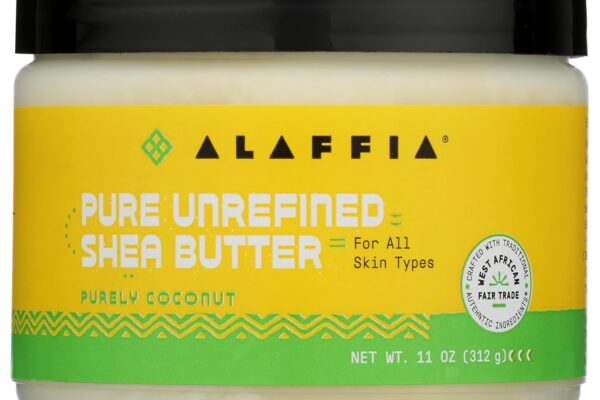 ALAFFIA®
PURE UNREFINED
SHEA BUTTER
For All
Skin Types
PURELY COCONUT
CRAFTED WITH TRADITIONAL
WEST AFRICAN
FAIR TRADE
AUTEHNTIC INGREDIENTS
NET WT. 11 OZ (312 g)